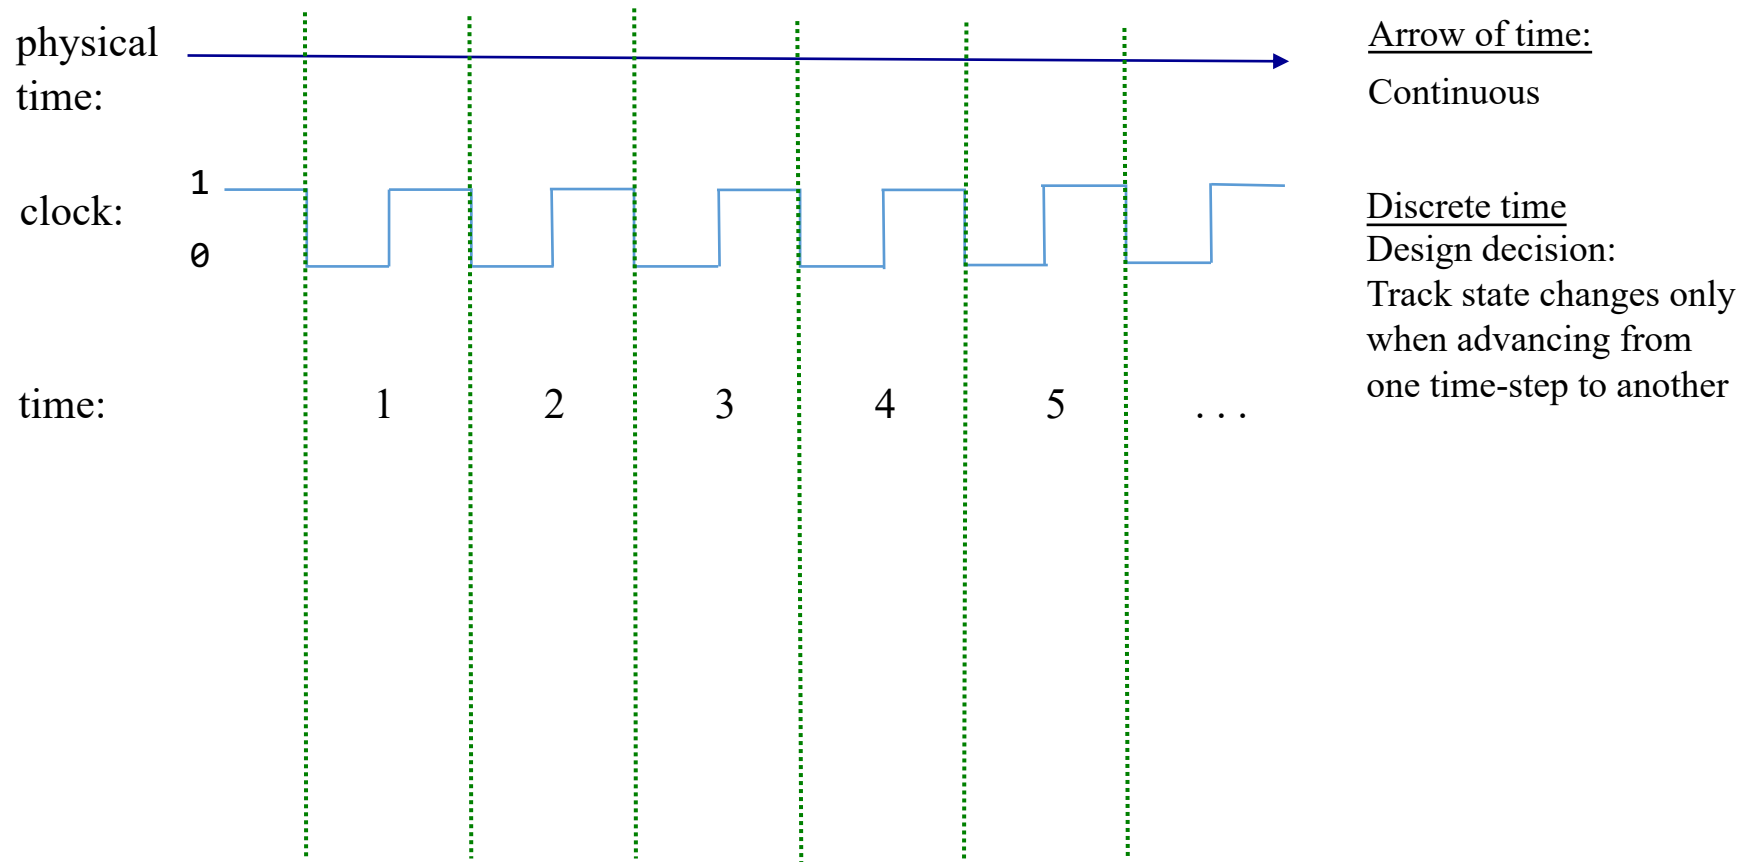 physical
time:
Arrow of time:
Continuous
clock:
1
0
Discrete time
Design decision:
Track state changes only
when advancing from
one time-step to another
time:
1 2 3 4 5 . . .